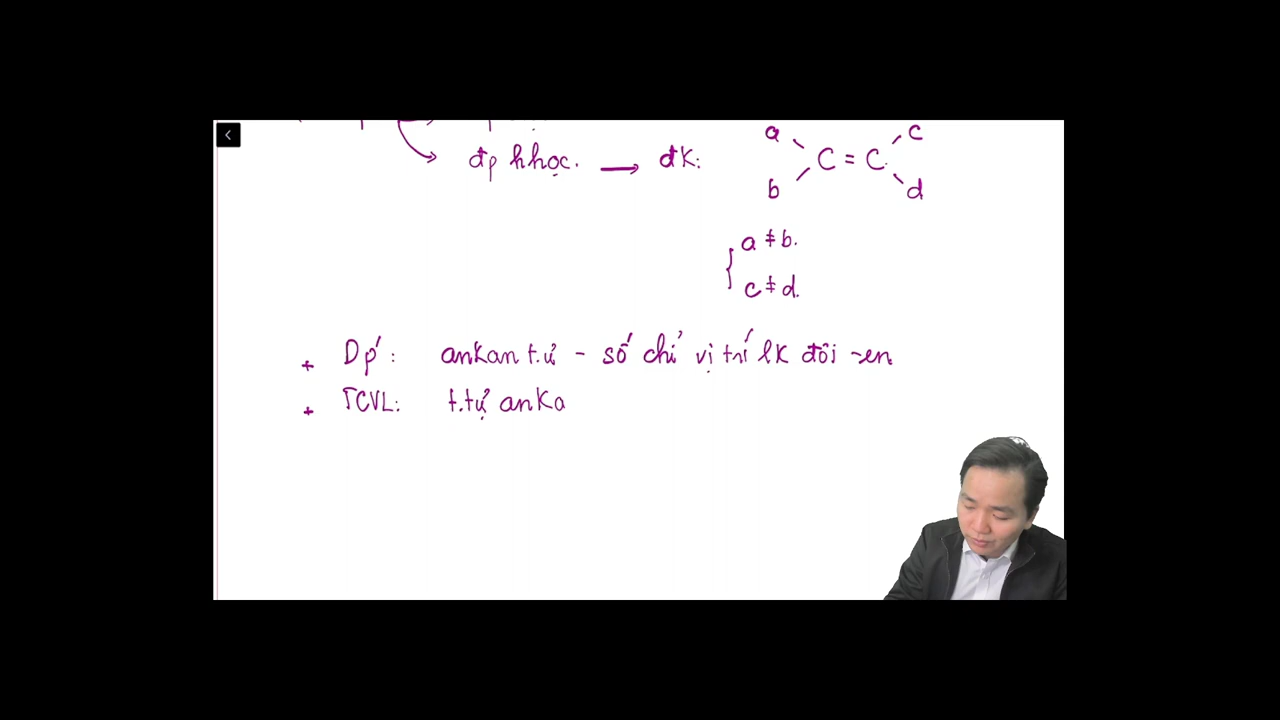 đp hhọc. → đK:
a c
C = C
b d
a ≠ b.
c ≠ d.
+ Dp': ankan t.ứ - số chỉ vị trí lk đôi -en
+ TCVL: t.tự anKa